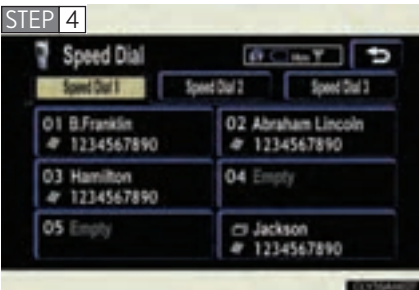 STEP 4
Speed Dial
Speed Dial 1 Speed Dial 2 Speed Dial 3
01 B.Franklin
1234567890
02 Abraham Lincoln
1234567890
03 Hamilton
1234567890
04 Empty
05 Empty
Jackson
1234567890